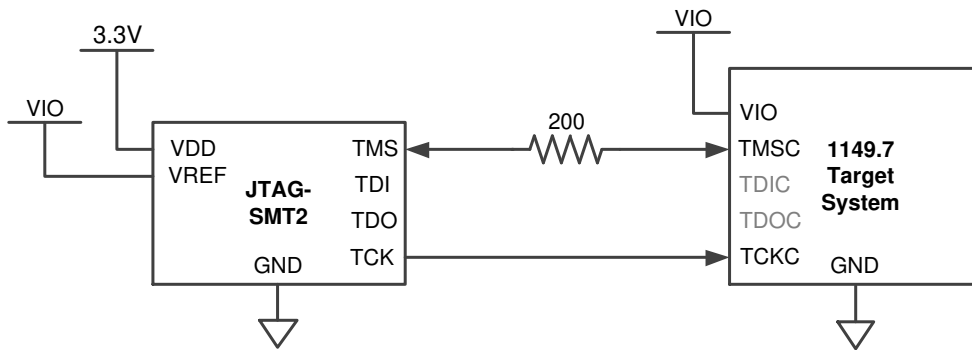 3.3V
VIO
VDD
VREF
JTAG-
SMT2
TMS
TDI
TDO
TCK
GND
200
VIO
VIO
TMSC
TDIC
TDOC
TCKC
1149.7
Target
System
GND